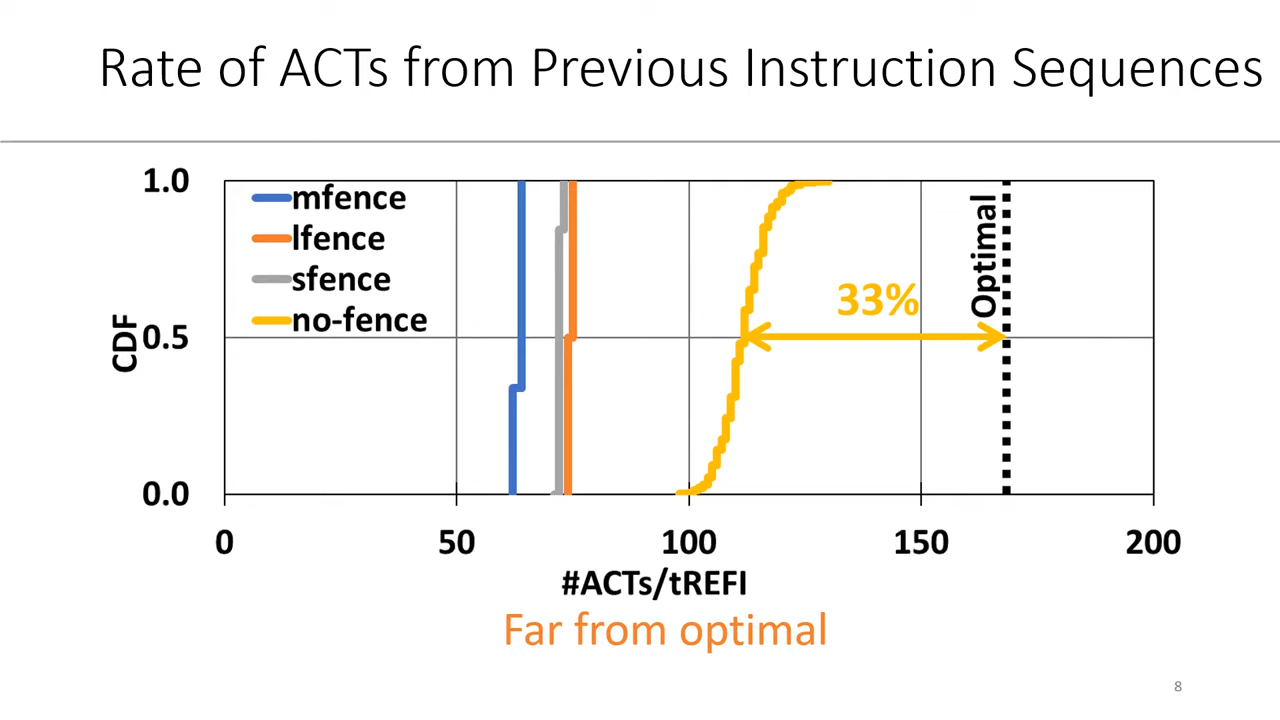 Rate of ACTs from Previous Instruction Sequences
1.0
mfence
lfence
sfence
no-fence
Optimal
33%
CDF
0.5
0.0
0 50 100 150 200
#ACTs/tREFI
Far from optimal
8